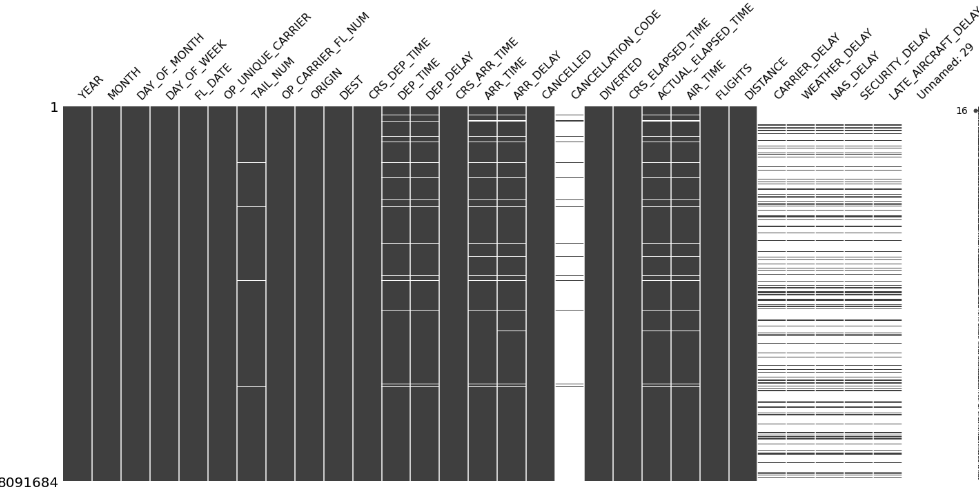 YEAR
MONTH
DAY_OF_MONTH
DAY_OF_WEEK
FL_DATE
OP_UNIQUE_CARRIER
TAIL_NUM
OP_CARRIER_FL_NUM
ORIGIN
DEST
CRS_DEP_TIME
DEP_TIME
DEP_DELAY
CRS_ARR_TIME
ARR_TIME
ARR_DELAY
CANCELLED
CANCELLATION_CODE
DIVERTED
CRS_ELAPSED_TIME
ACTUAL_ELAPSED_TIME
AIR_TIME
FLIGHTS
DISTANCE
CARRIER_DELAY
WEATHER_DELAY
NAS_DELAY
SECURITY_DELAY
LATE_AIRCRAFT_DELAY
Unnamed: 29
1
16
8091684